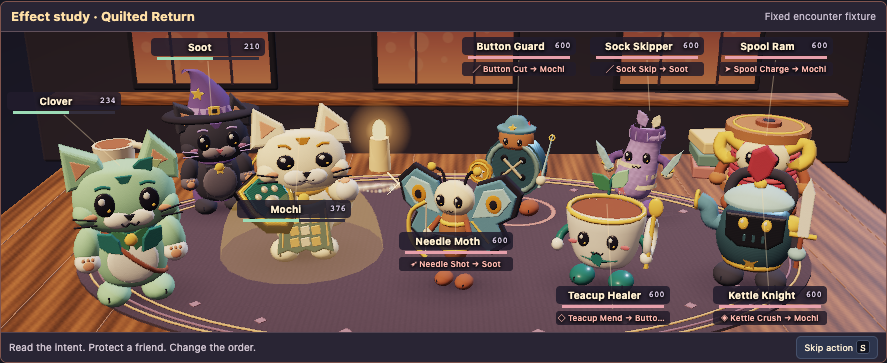 Effect study · Quilted Return
Fixed encounter fixture
Soot 210
Button Guard 600
Button Cut → Mochi
Sock Skipper 600
Sock Skip → Soot
Spool Ram 600
Spool Charge → Mochi
Clover 234
Mochi 376
Needle Moth 600
Needle Shot → Soot
Teacup Healer 600
Teacup Mend → Butto...
Kettle Knight 600
Kettle Crush → Mochi
Read the intent. Protect a friend. Change the order.
Skip action S